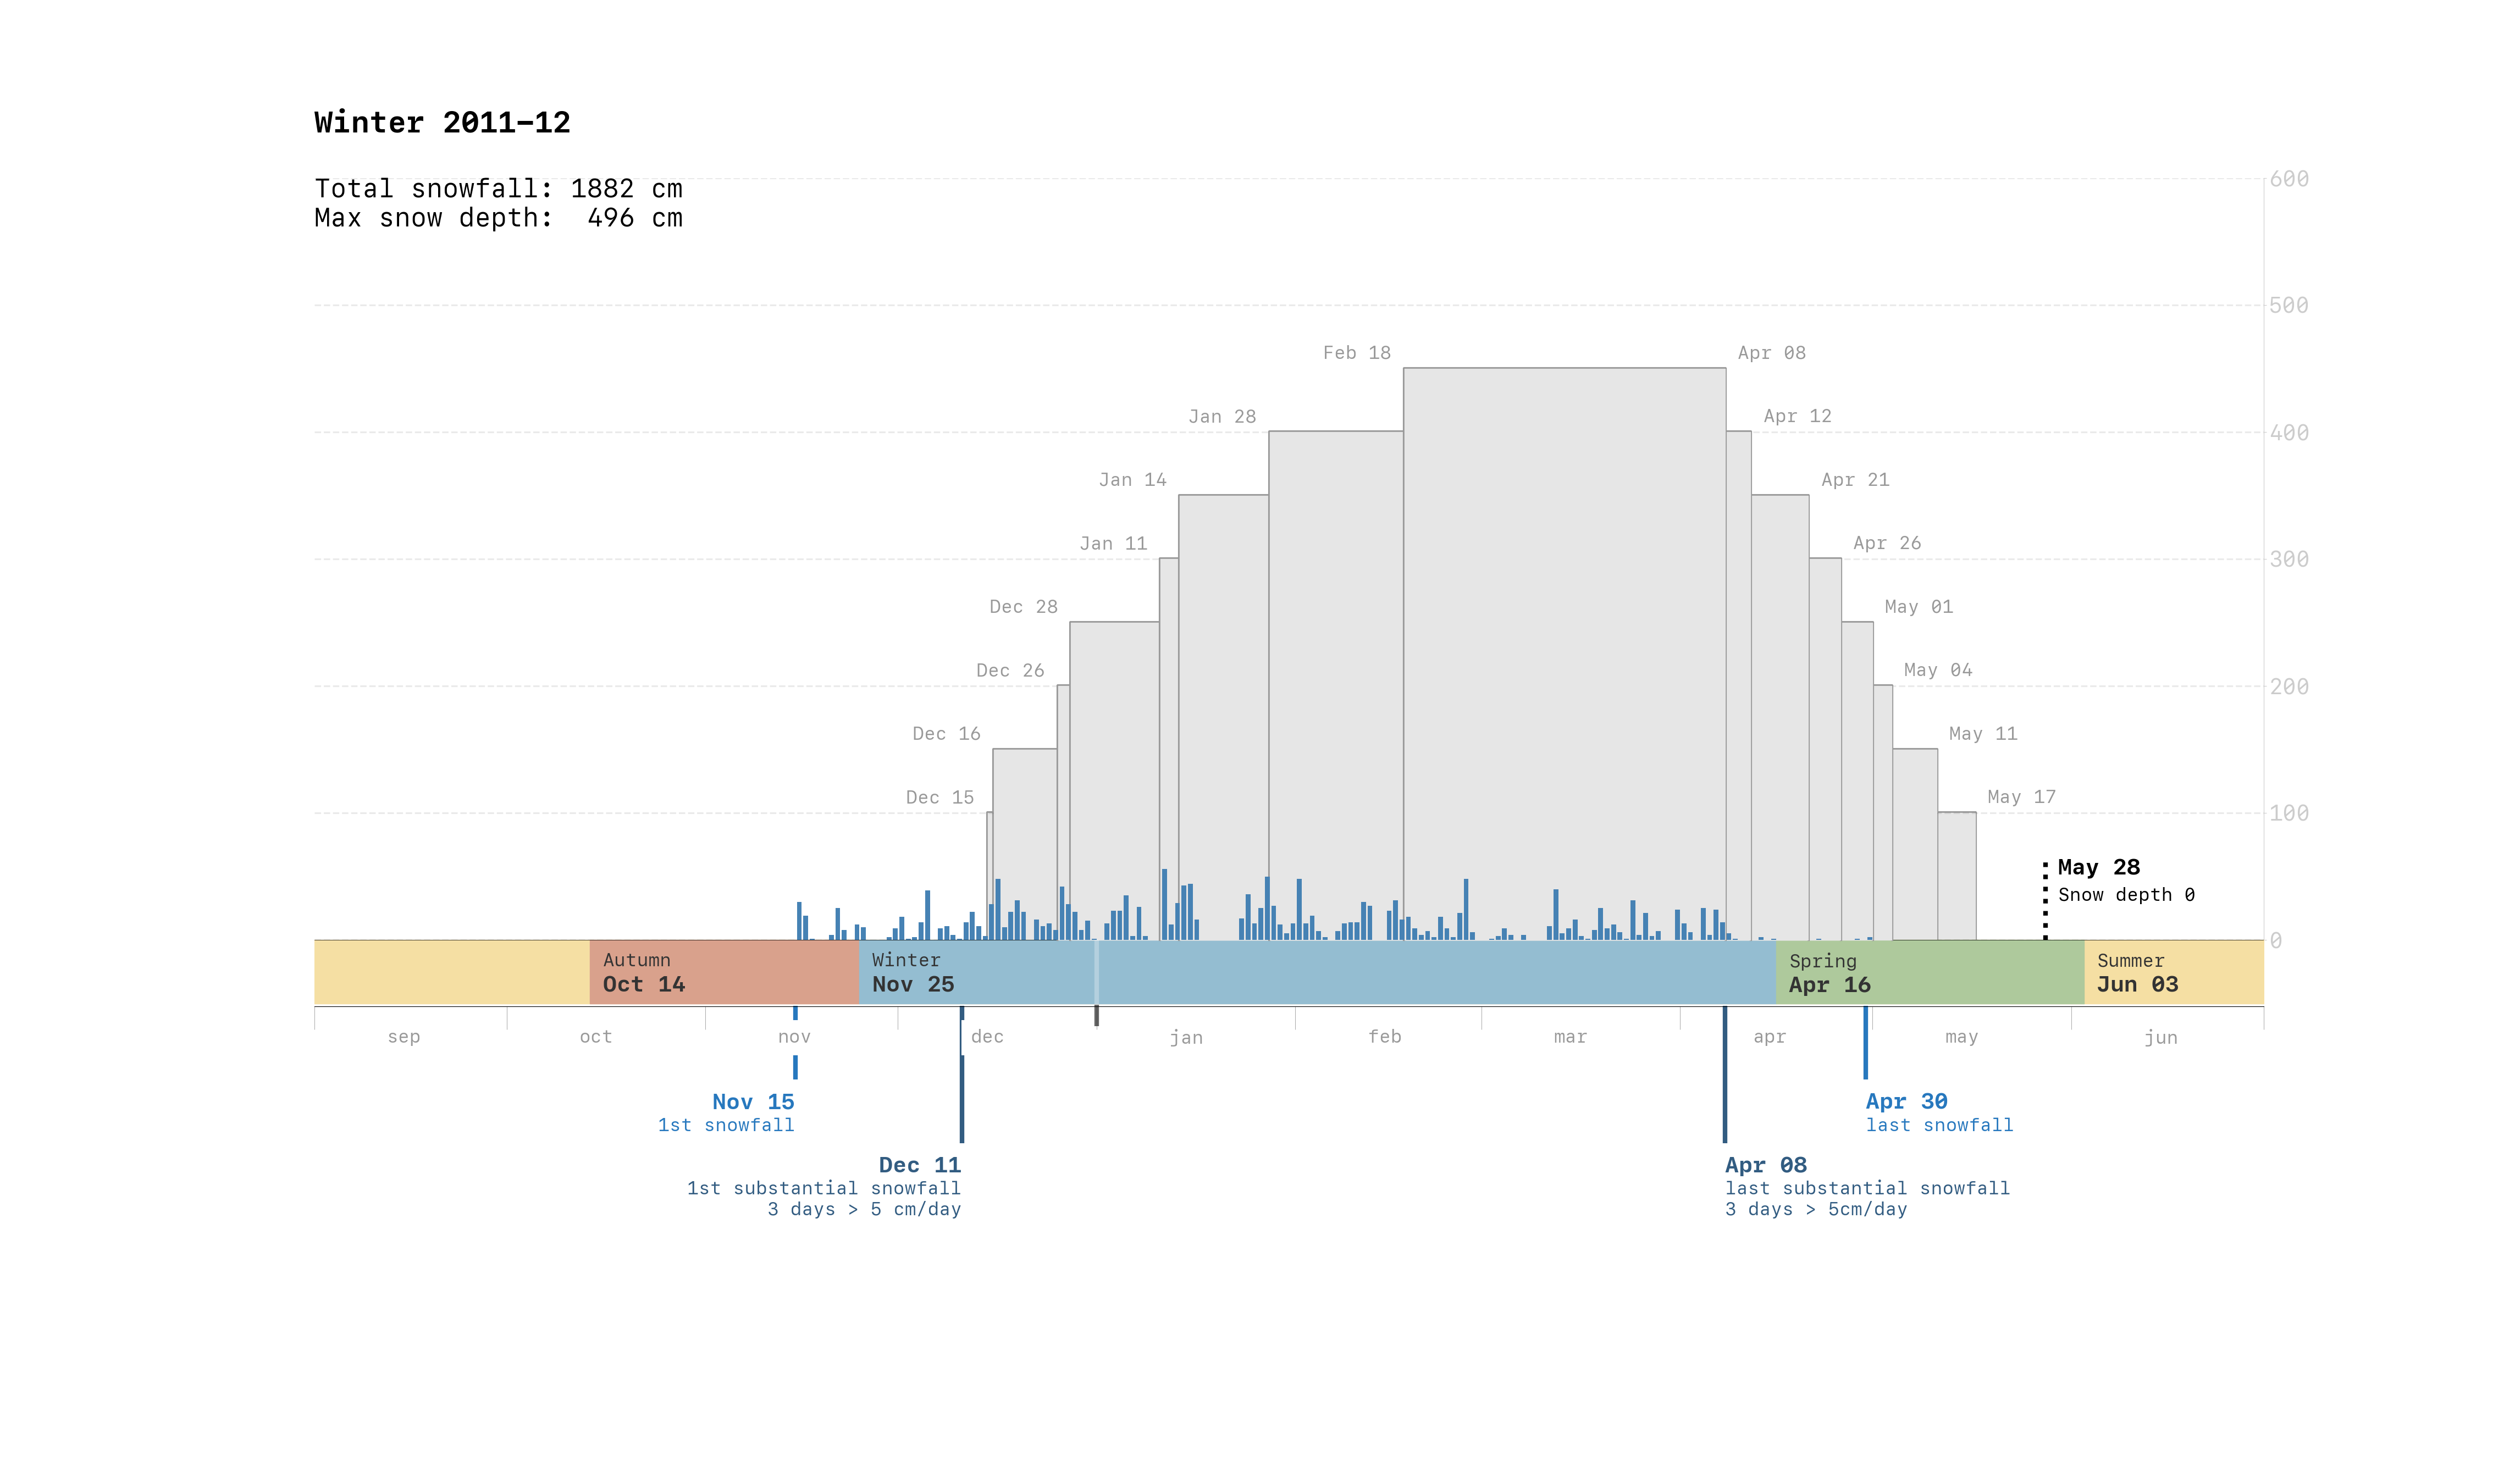 Winter 2011–12
Total snowfall: 1882 cm
Max snow depth: 496 cm
600
500
Feb 18
Apr 08
Jan 28
Apr 12
400
Jan 14
Apr 21
Jan 11
Apr 26
300
Dec 28
May 01
Dec 26
May 04
200
Dec 16
May 11
Dec 15
May 17
100
May 28
Snow depth 0
0
Autumn
Oct 14
Winter
Nov 25
Spring
Apr 16
Summer
Jun 03
sep
oct
nov
dec
jan
feb
mar
apr
may
jun
Nov 15
1st snowfall
Apr 30
last snowfall
Dec 11
1st substantial snowfall
3 days > 5 cm/day
Apr 08
last substantial snowfall
3 days > 5cm/day